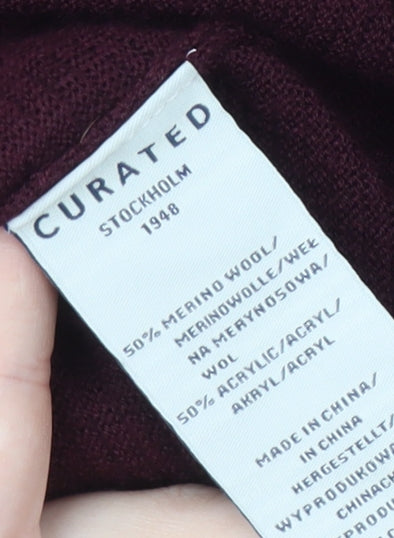 CURATED
STOCKHOLM
1948
50% MERINO WOOL/
MERINOWOLLE/WEŁ
NA MERYNOSOWA/
WOL
50% ACRYLIC/ACRYL/
AKRYL/ACRYL
MADE IN CHINA/
IN CHINA
HERGESTELLT/
WYPRODUKOWA
CHINACH